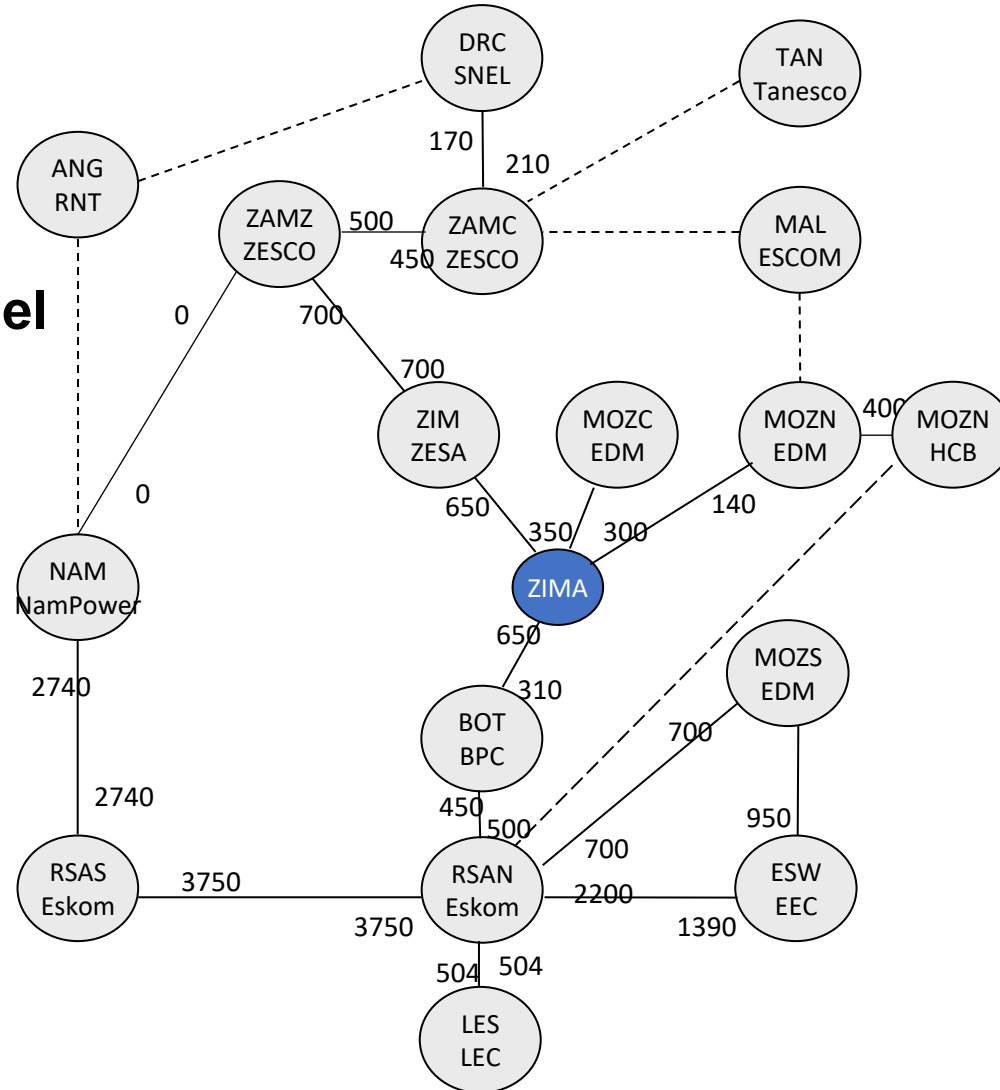 DRC
SNEL
TAN
Tanesco
170
210
ANG
RNT
ZAMZ
ZESCO
500
450
ZAMC
ZESCO
MAL
ESCOM
el
0
700
700
ZIM
ZESA
MOZC
EDM
MOZN
EDM
400
MOZN
HCB
0
650
350
300
140
NAM
NamPower
ZIMA
650
310
MOZS
EDM
2740
BOT
BPC
700
2740
450
500
700
950
RSAS
Eskom
3750
3750
RSAN
Eskom
2200
1390
ESW
EEC
504
504
LES
LEC